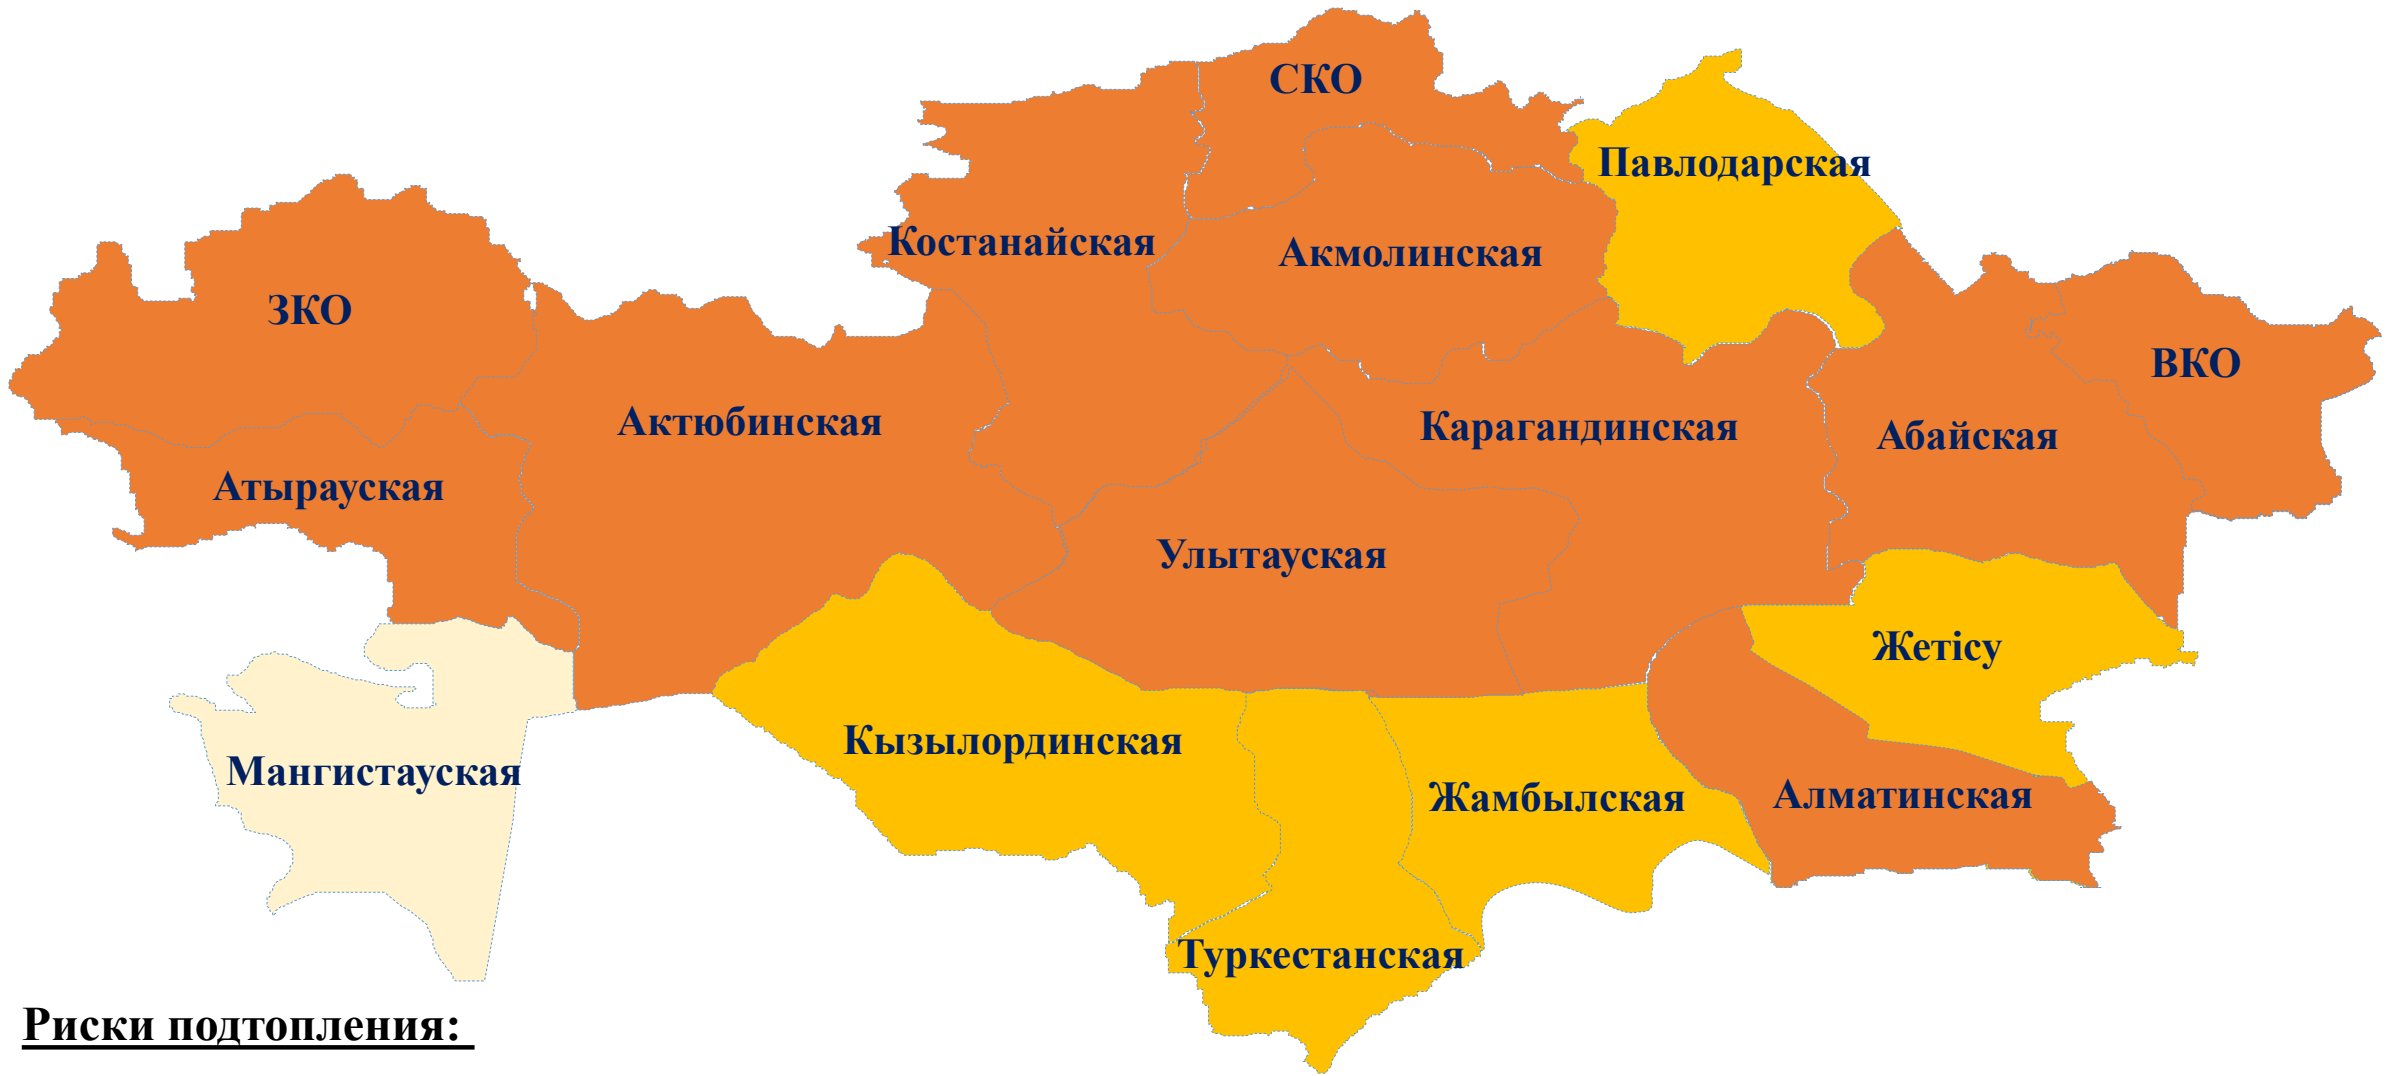 СКО
Павлодарская
Костанайская
Акмолинская
ЗКО
ВКО
Актюбинская
Карагандинская
Абайская
Атырауская
Улытауская
Жетісу
Кызылординская
Мангистауская
Жамбылская
Алматинская
Туркестанская
Риски подтопления: